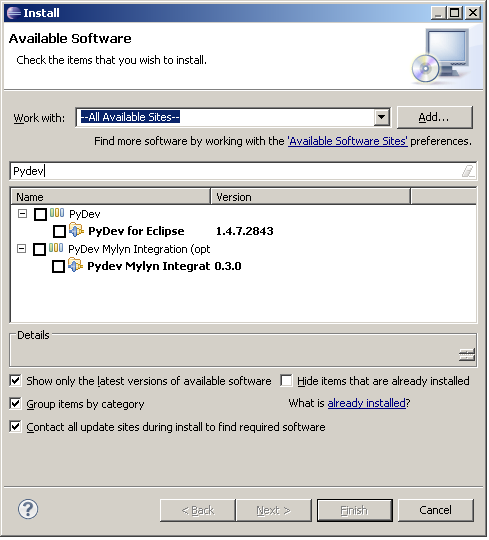 Install
Available Software
Check the items that you wish to install.
Work with: --All Available Sites-- Add...
Find more software by working with the 'Available Software Sites' preferences.
Pydev
Name Version
PyDev
PyDev for Eclipse 1.4.7.2843
PyDev Mylyn Integration (opt
Pydev Mylyn Integrat 0.3.0
Details
Show only the latest versions of available software Hide items that are already installed
Group items by category What is already installed?
Contact all update sites during install to find required software
? < Back Next > Finish Cancel